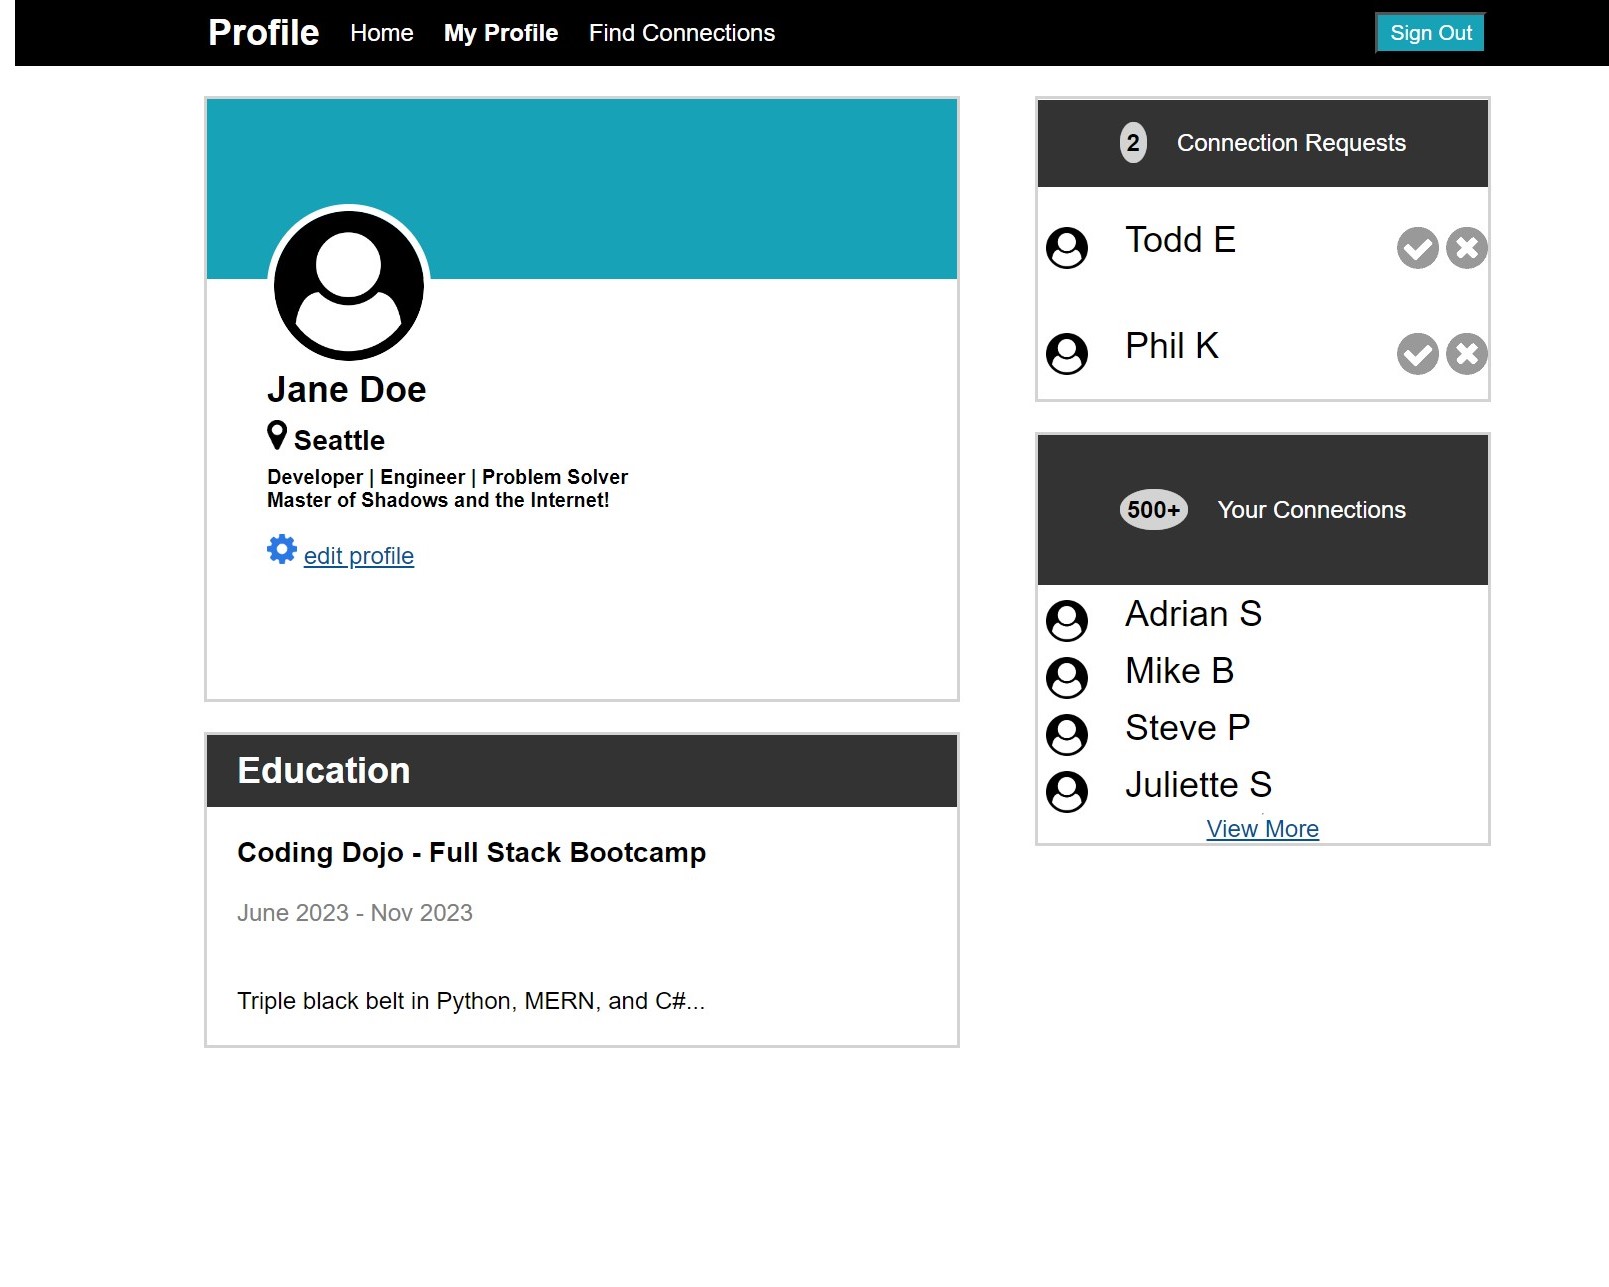 Profile Home My Profile Find Connections Sign Out
Jane Doe
Seattle
Developer | Engineer | Problem Solver
Master of Shadows and the Internet!
edit profile
Education
Coding Dojo - Full Stack Bootcamp
June 2023 - Nov 2023
Triple black belt in Python, MERN, and C#...
2 Connection Requests
Todd E
Phil K
500+ Your Connections
Adrian S
Mike B
Steve P
Juliette S
View More